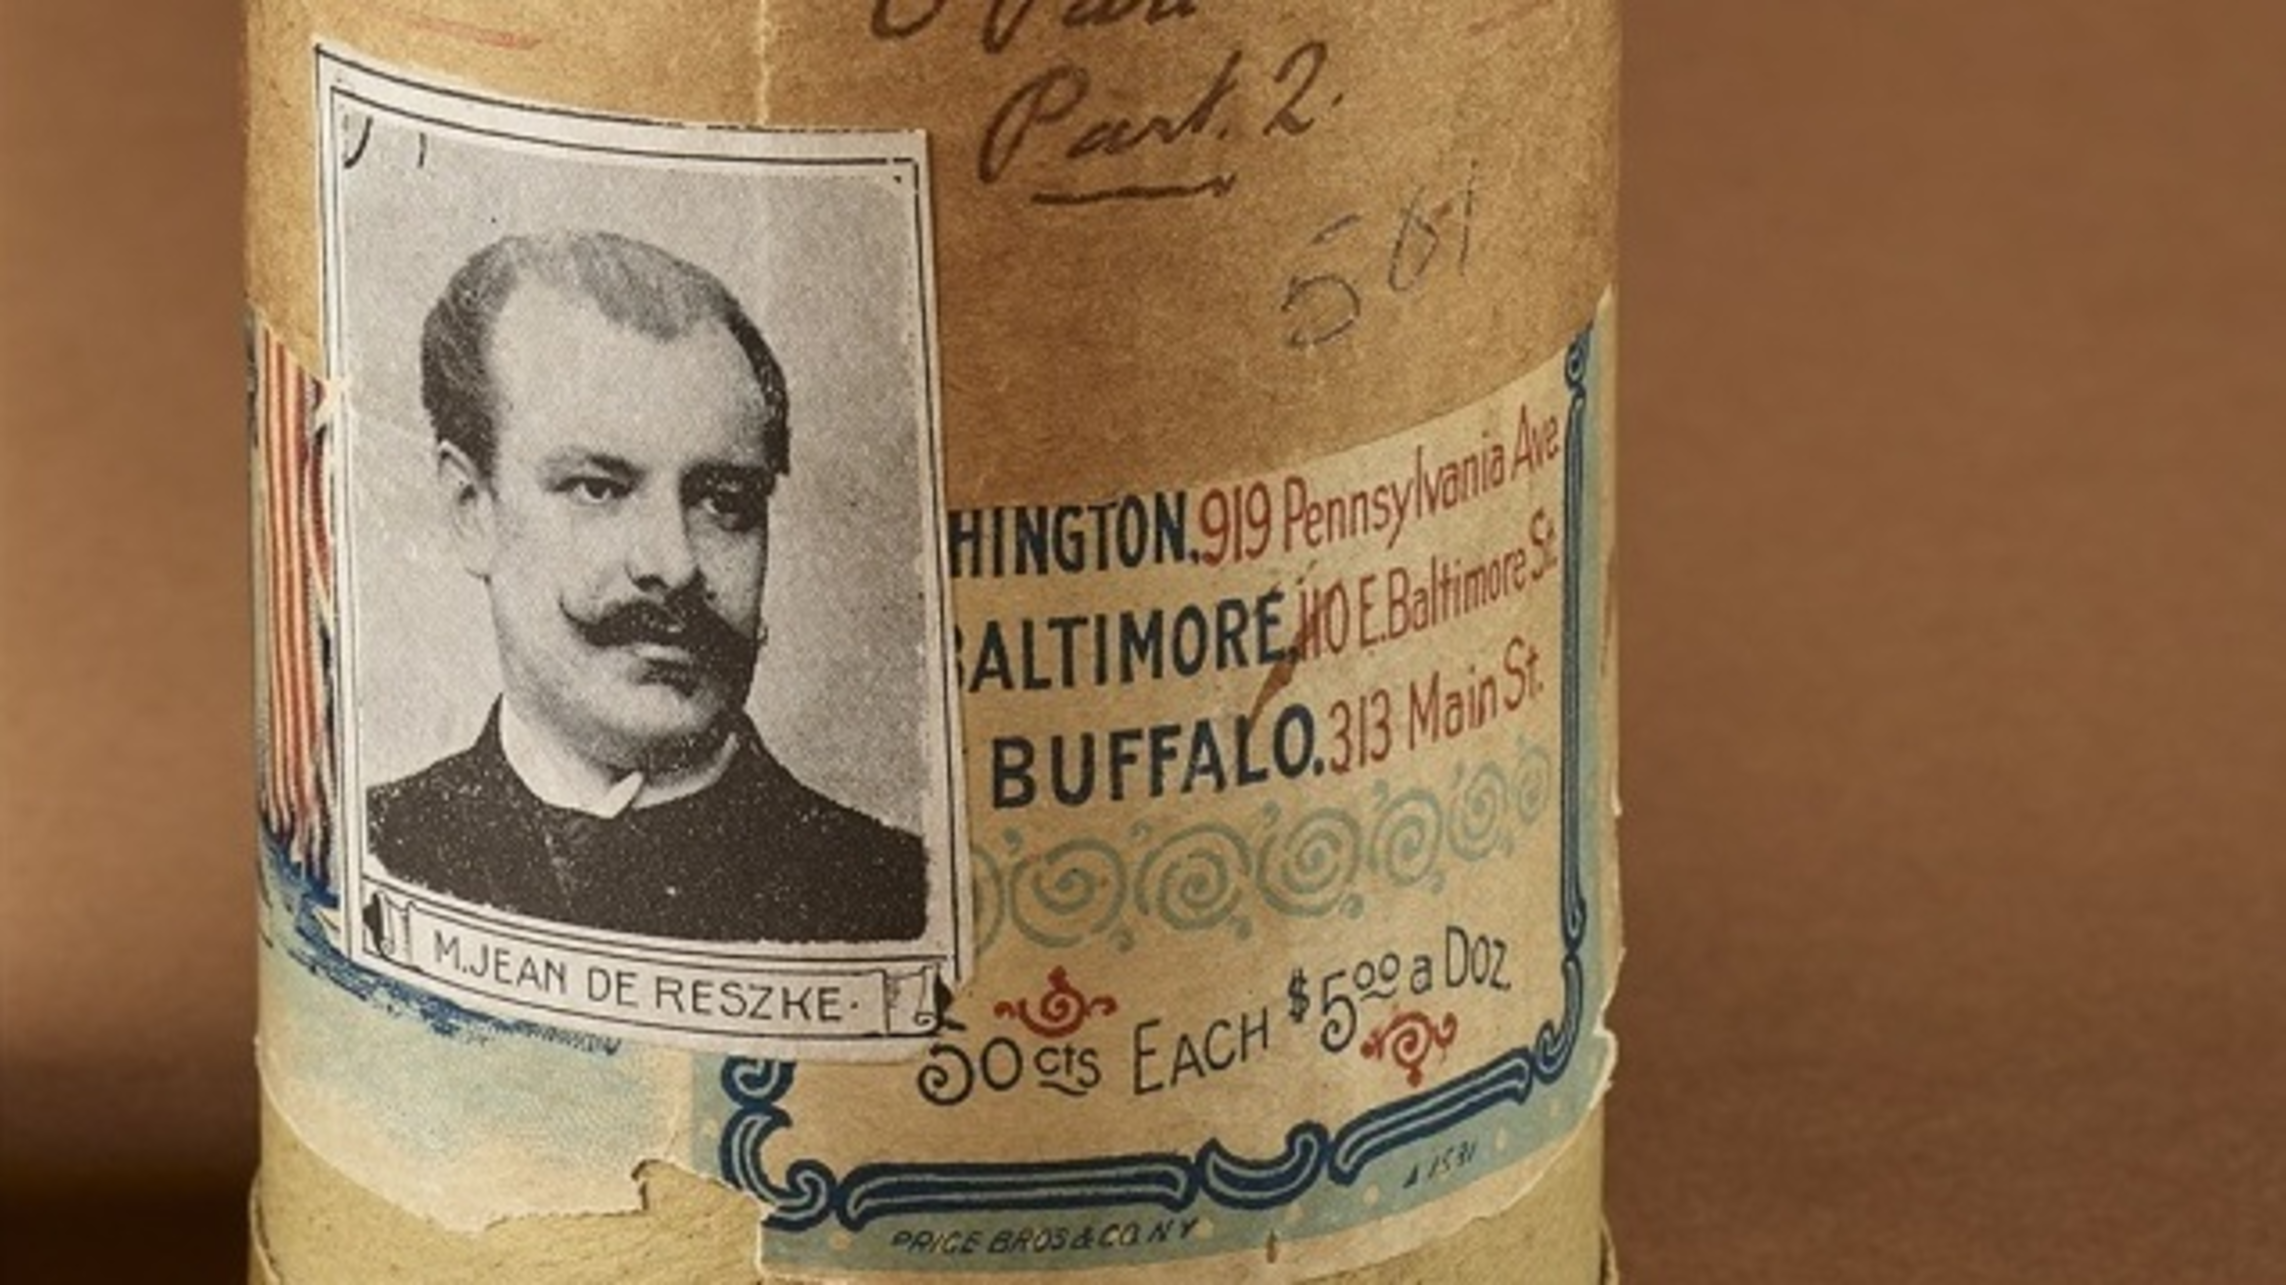 Part. 2.
561
HINGTON. 919 Pennsylvania Ave
BALTIMORE, 110 E. Baltimore St.
BUFFALO. 313 Main St.
50 cts EACH $5.00 a Doz.
M. JEAN DE RESZKE.
PRICE BROS & CO. N Y